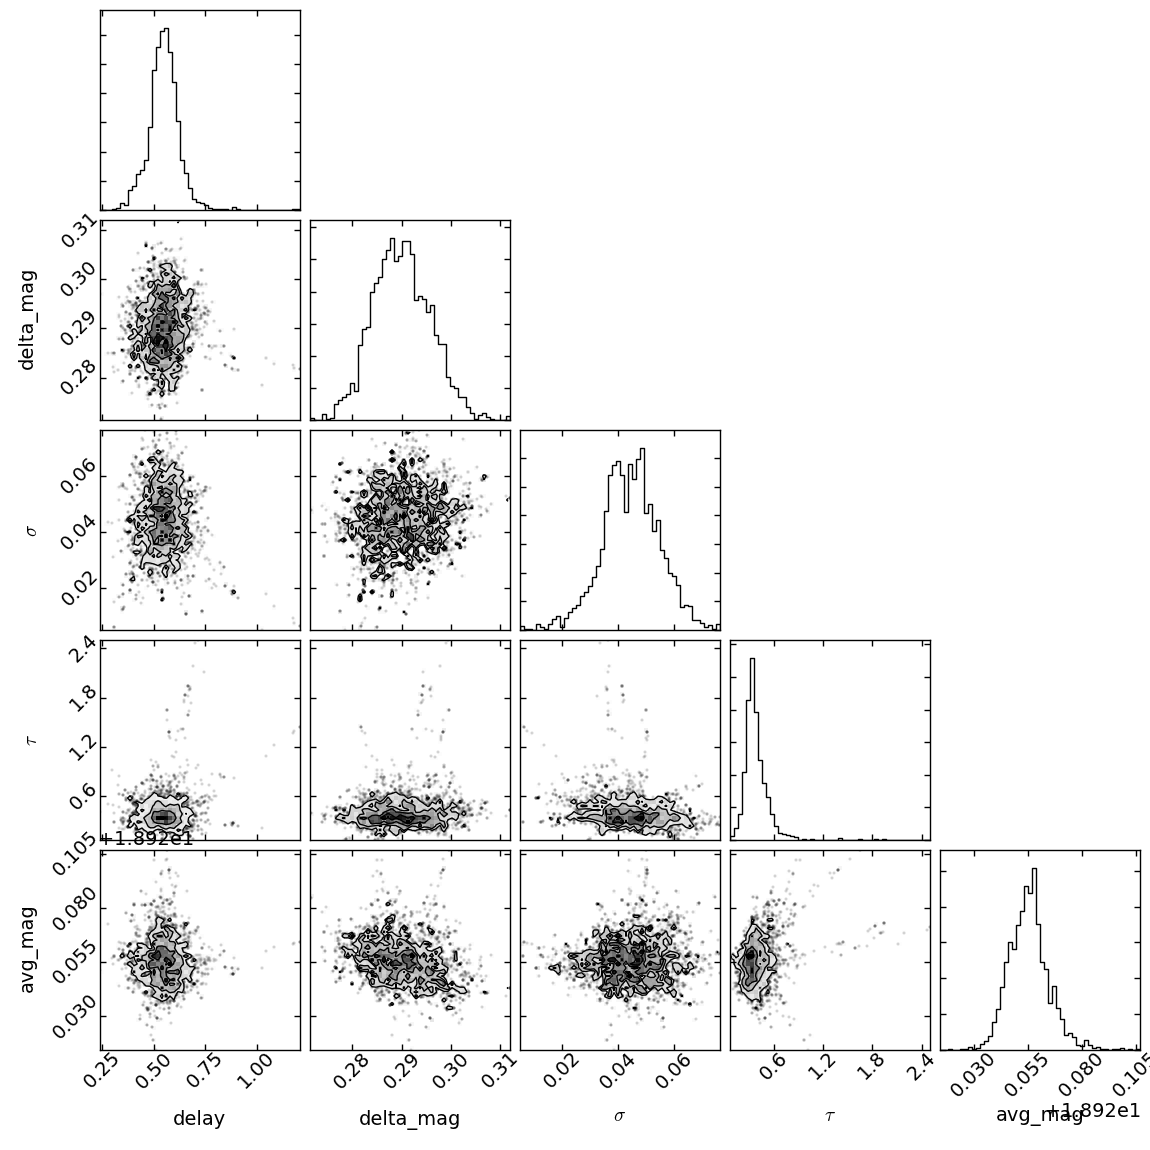 0.31
0.30
0.29
0.28
delta_mag
0.06
0.04
0.02
σ
2.4
1.8
1.2
0.6
τ
+1.892e1
0.105
0.080
0.055
0.030
avg_mag
0.25 0.50 0.75 1.00
0.28 0.29 0.30 0.31
0.02 0.04 0.06
0.6 1.2 1.8 2.4
0.030 0.055 0.080 0.105
+1.892e1
delay delta_mag σ τ avg_mag